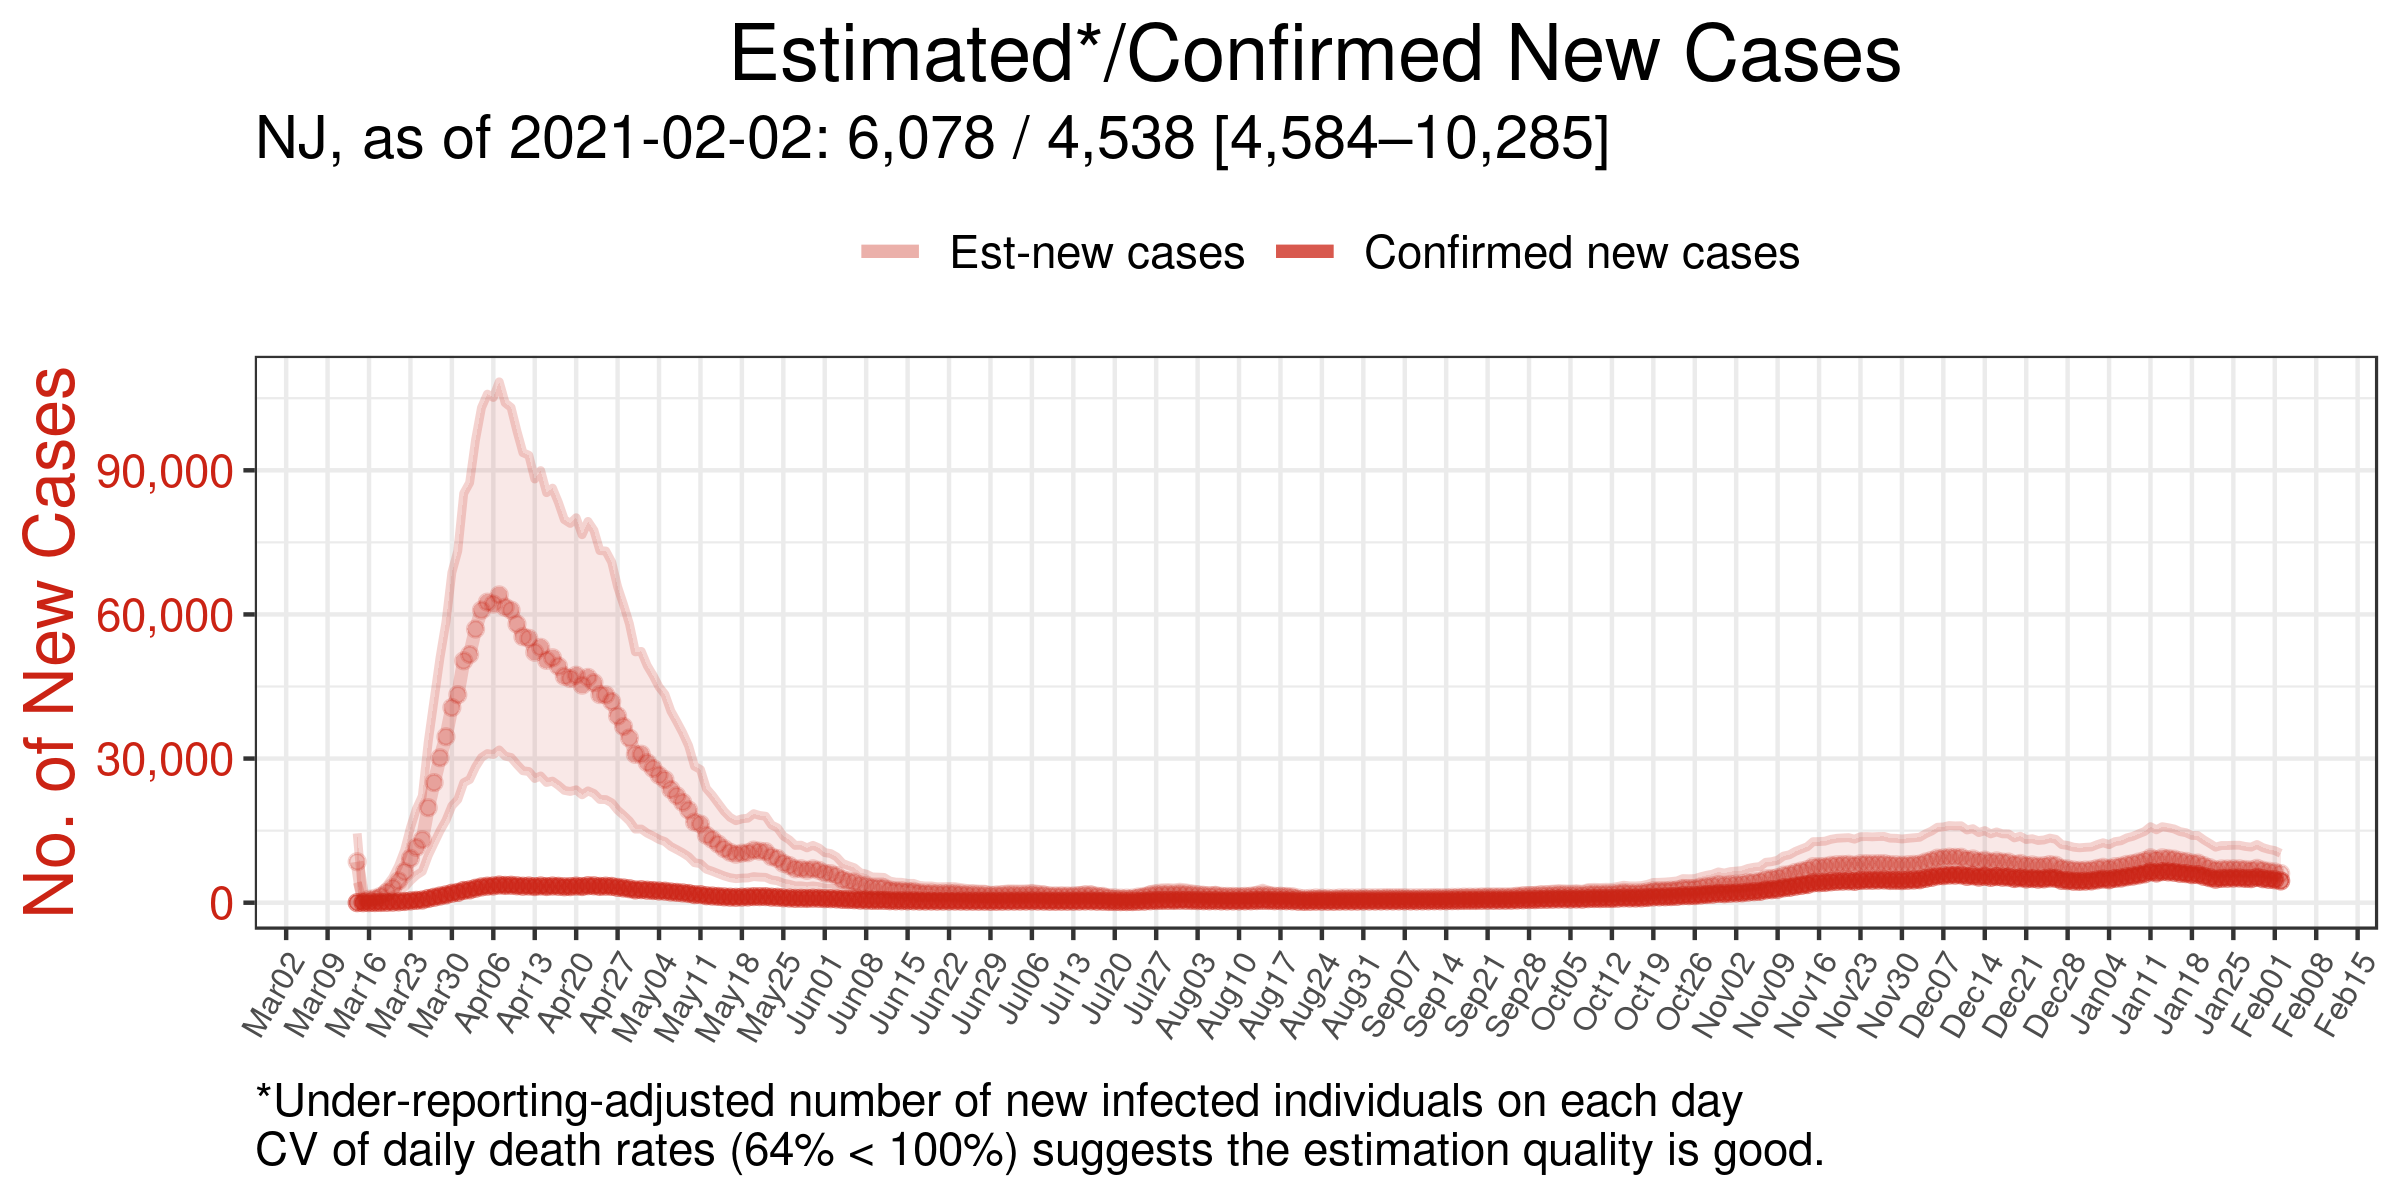 Estimated*/Confirmed New Cases
NJ, as of 2021-02-02: 6,078 / 4,538 [4,584–10,285]
Est-new cases
Confirmed new cases
No. of New Cases
90,000
60,000
30,000
0
Mar02
Mar09
Mar16
Mar23
Mar30
Apr06
Apr13
Apr20
Apr27
May04
May11
May18
May25
Jun01
Jun08
Jun15
Jun22
Jun29
Jul06
Jul13
Jul20
Jul27
Aug03
Aug10
Aug17
Aug24
Aug31
Sep07
Sep14
Sep21
Sep28
Oct05
Oct12
Oct19
Oct26
Nov02
Nov09
Nov16
Nov23
Nov30
Dec07
Dec14
Dec21
Dec28
Jan04
Jan11
Jan18
Jan25
Feb01
Feb08
Feb15
*Under-reporting-adjusted number of new infected individuals on each day
CV of daily death rates (64% < 100%) suggests the estimation quality is good.